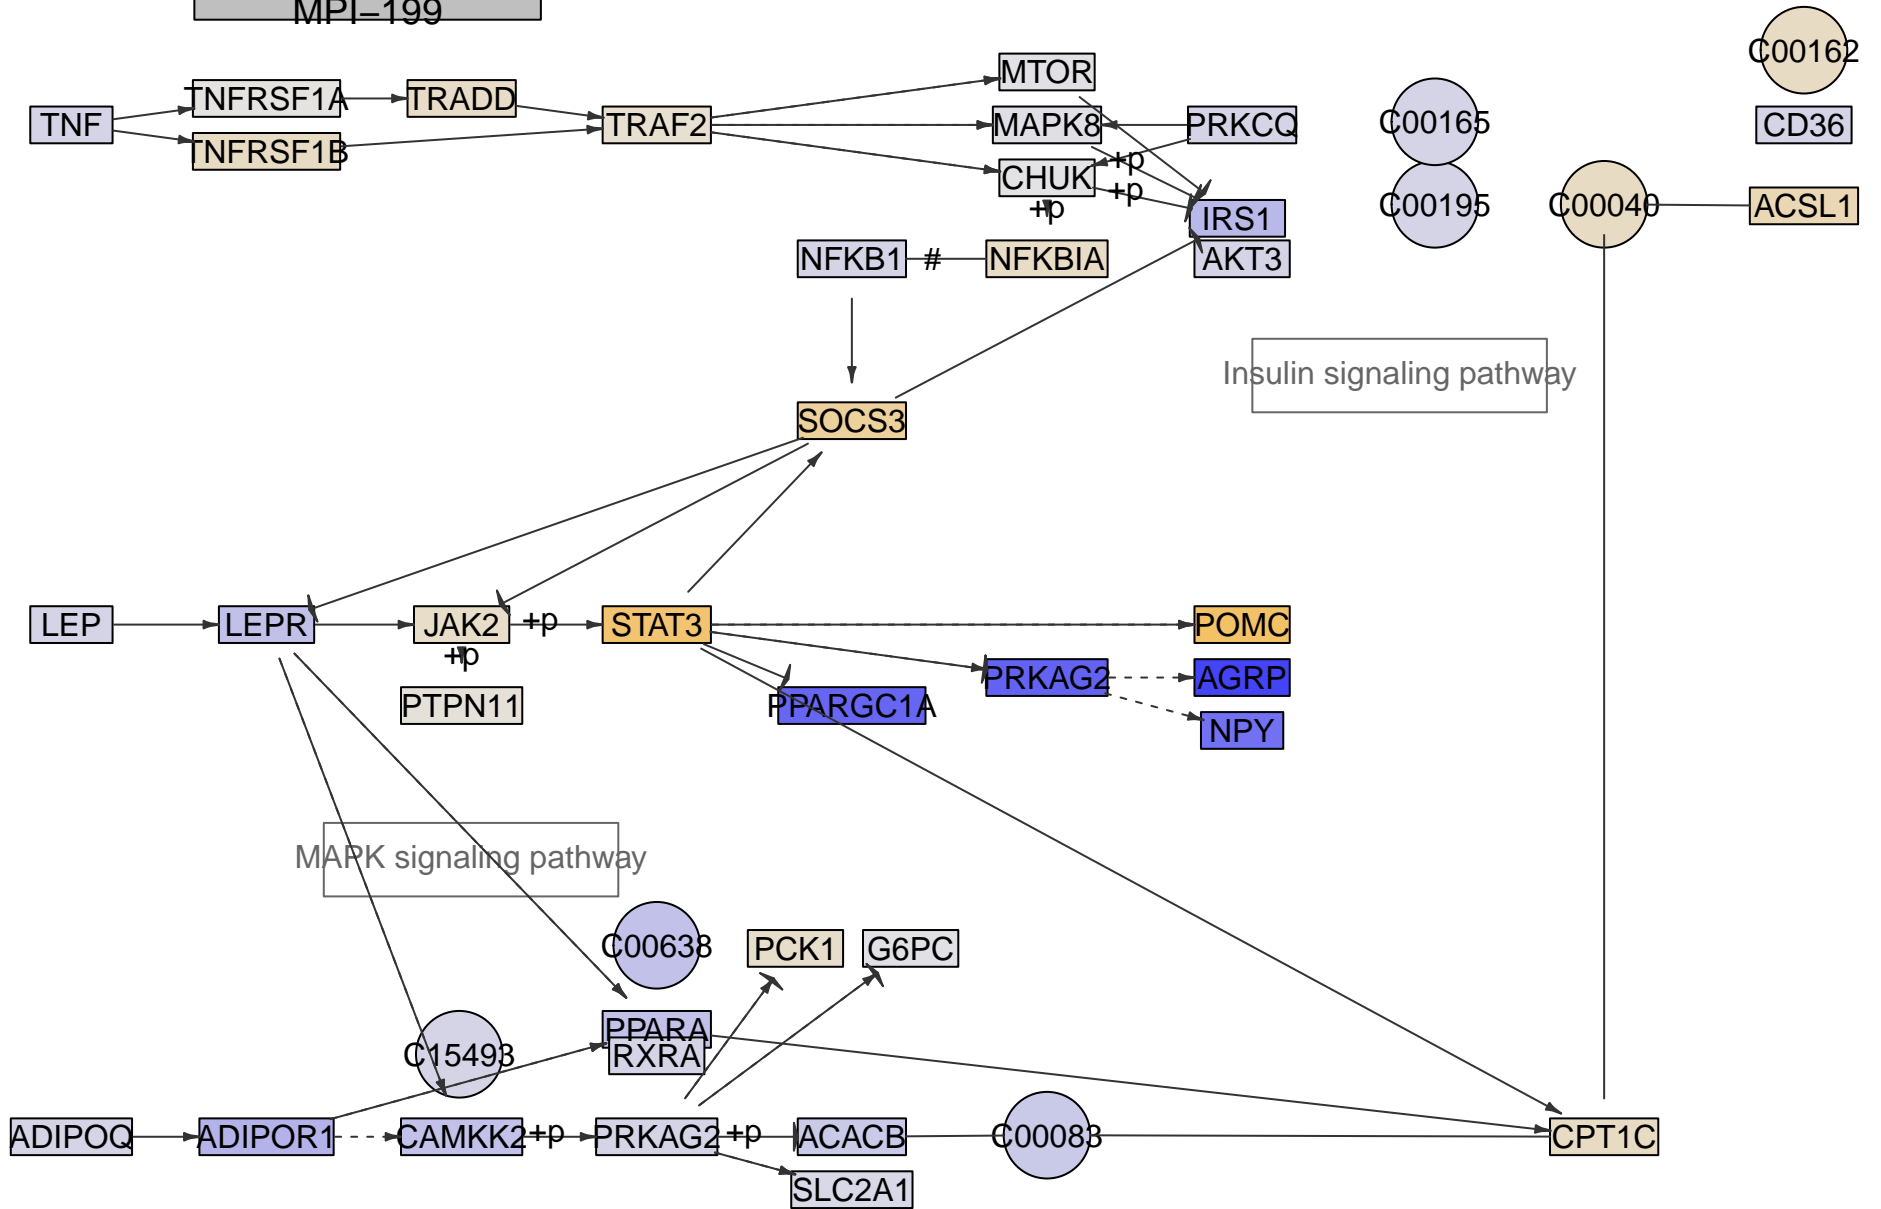 MPI–199
C00162
TNFRSF1A
TRADD
MTOR
TNF
TRAF2
MAPK8
PRKCQ
C00165
CD36
TNFRSF1B
+p
CHUK
+p
+p
IRS1
C00195
C00040
ACSL1
NFKB1
#
NFKBIA
AKT3
Insulin signaling pathway
SOCS3
LEP
LEPR
JAK2
+p
STAT3
POMC
+p
PRKAG2
AGRP
PTPN11
PPARGC1A
NPY
MAPK signaling pathway
C00638
PCK1
G6PC
PPARA
RXRA
C15493
ADIPOQ
ADIPOR1
CAMKK2
+p
PRKAG2
+p
ACACB
C00083
CPT1C
SLC2A1